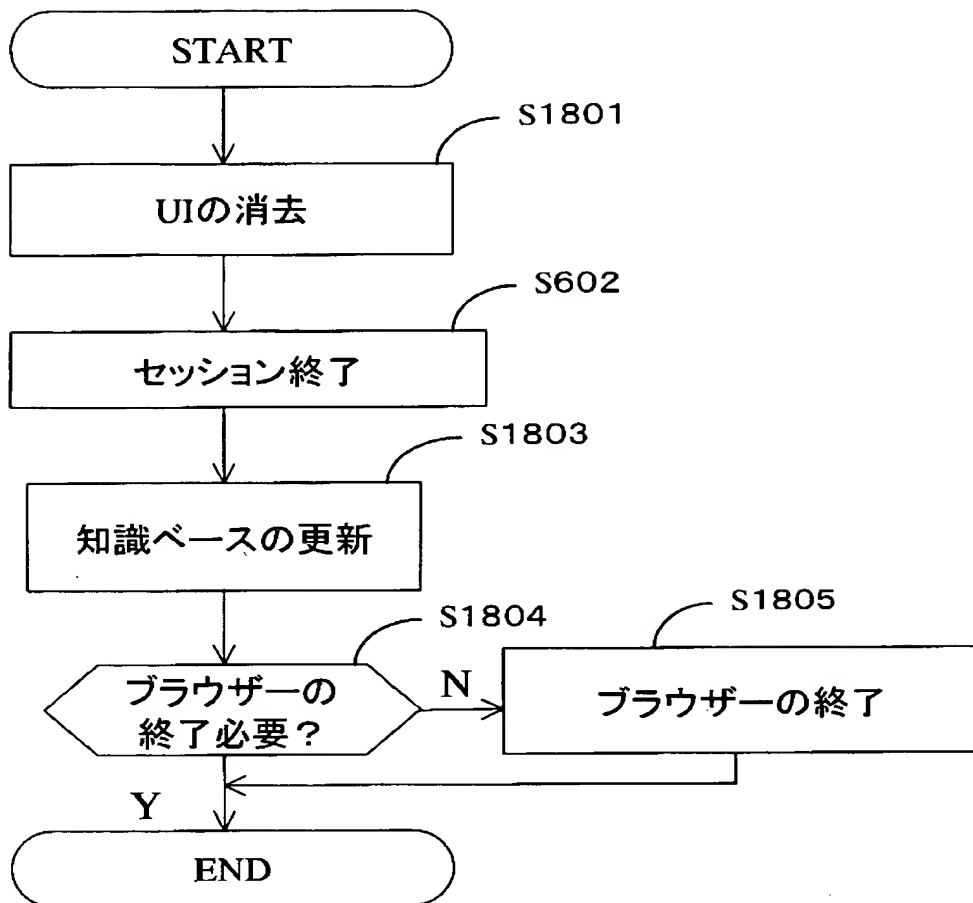 START
S1801
UIの消去
S602
セッション終了
S1803
知識ベースの更新
S1804
S1805
ブラウザーの
終了必要?
N
ブラウザーの終了
Y
END